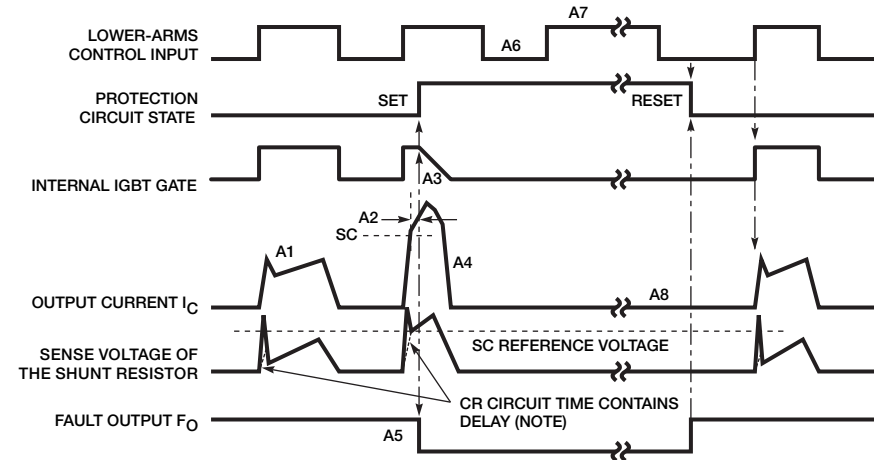 A7
LOWER-ARMS
CONTROL INPUT
A6
PROTECTION
CIRCUIT STATE
SET
RESET
INTERNAL IGBT GATE
A3
A2
SC
A1
A4
OUTPUT CURRENT IC
A8
SC REFERENCE VOLTAGE
SENSE VOLTAGE OF
THE SHUNT RESISTOR
CR CIRCUIT TIME CONTAINS
DELAY (NOTE)
FAULT OUTPUT FO
A5